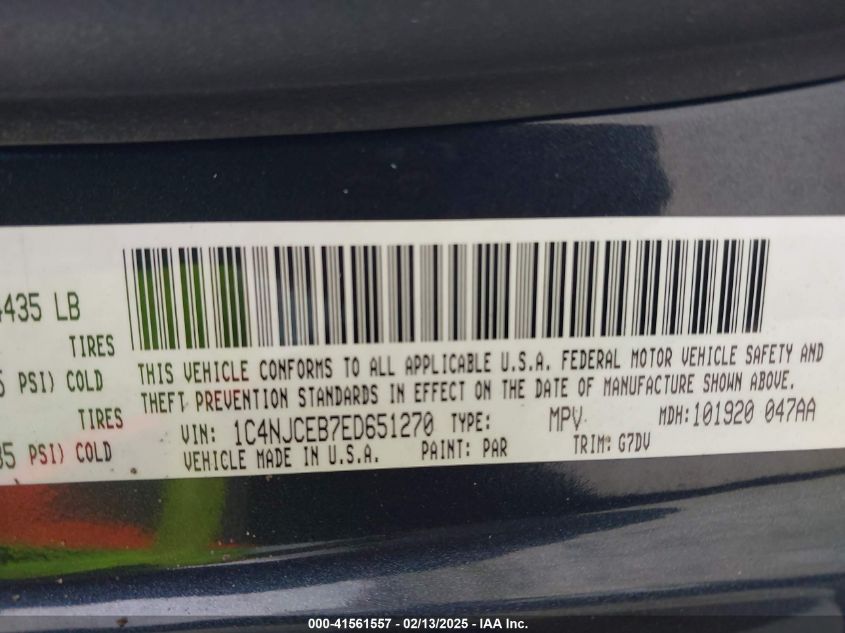 435 LB
TIRES
PSI) COLD
TIRES
35 PSI) COLD
THIS VEHICLE CONFORMS TO ALL APPLICABLE U.S.A. FEDERAL MOTOR VEHICLE SAFETY AND
THEFT PREVENTION STANDARDS IN EFFECT ON THE DATE OF MANUFACTURE SHOWN ABOVE.
VIN: 1C4NJCEB7ED651270 TYPE: MPV MDH:101920 047AA
VEHICLE MADE IN U.S.A. PAINT: PAR TRIM: G7DV
000-41561557 - 02/13/2025 - IAA Inc.